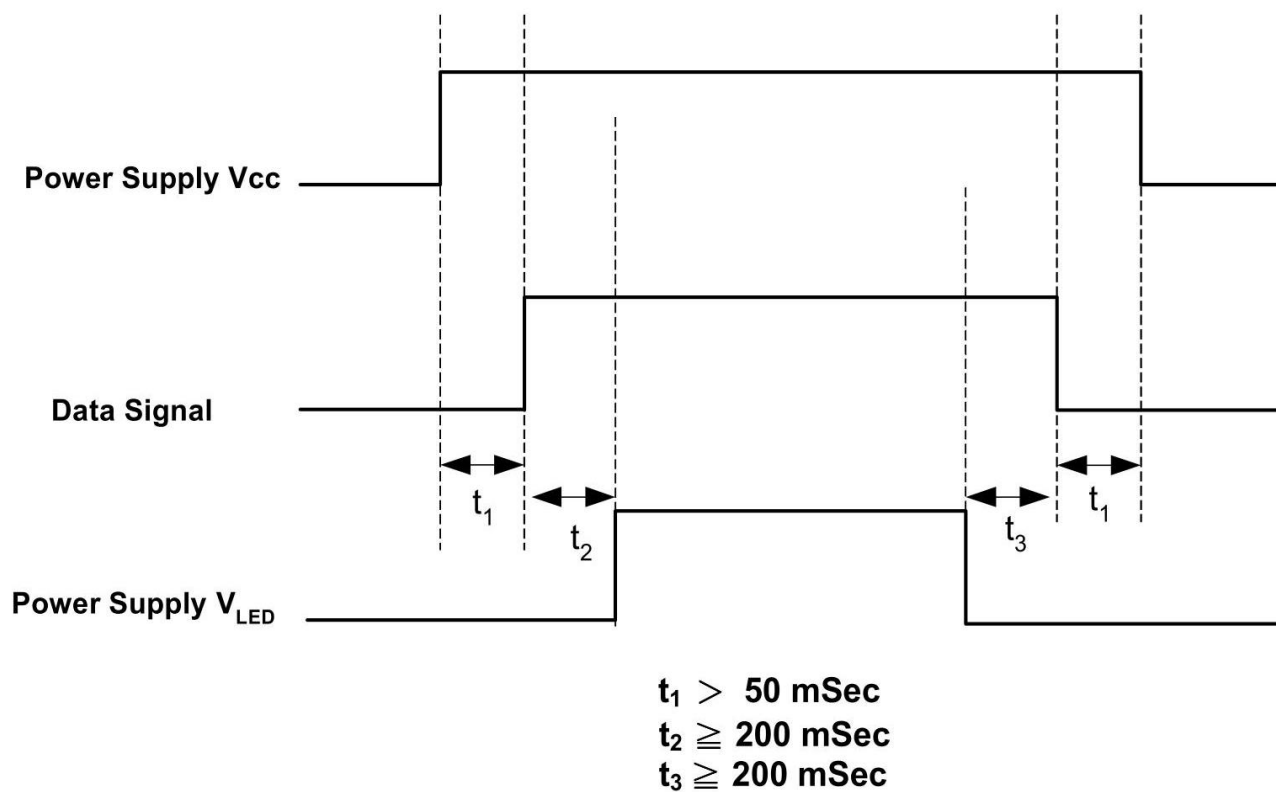 Power Supply Vcc
Data Signal
t₁
t₂
t₃
t₁
Power Supply V_LED
t₁ > 50 mSec
t₂ ≧ 200 mSec
t₃ ≧ 200 mSec